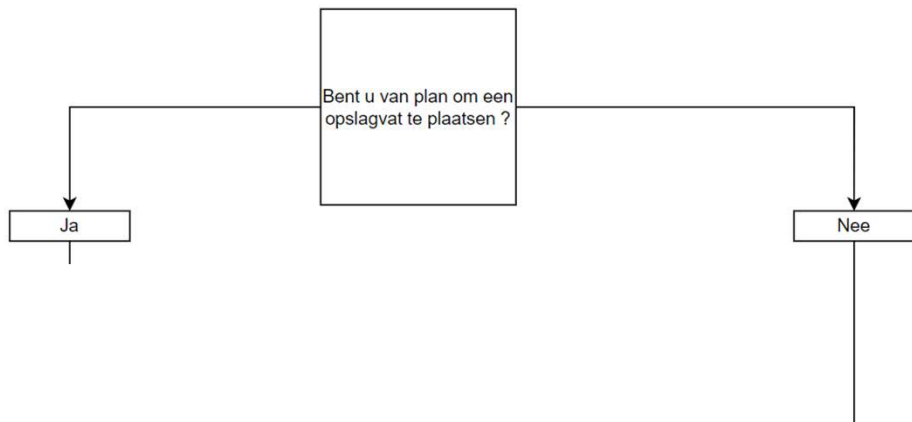 Bent u van plan om een
opslagvat te plaatsen ?
Ja
Nee